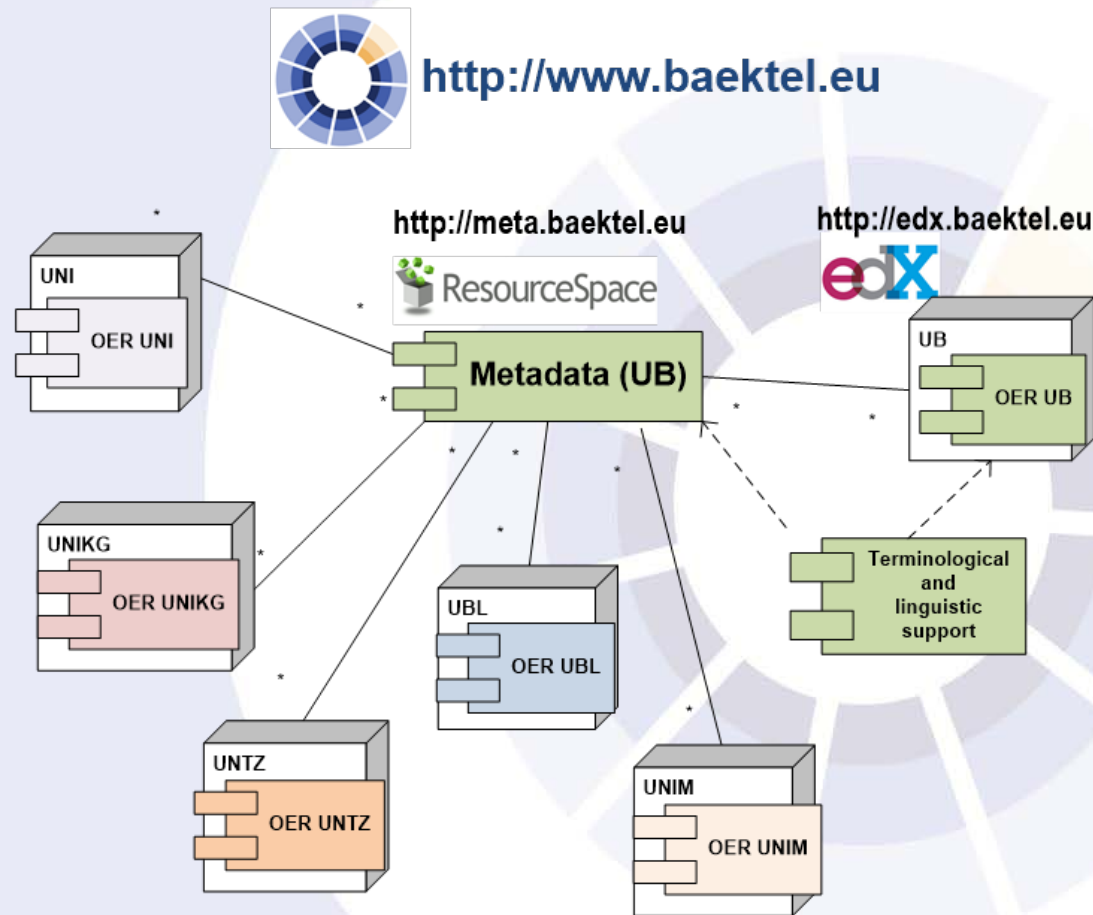 http://www.baektel.eu
http://meta.baektel.eu
http://edx.baektel.eu
ResourceSpace
edX
*
UNI
OER UNI
*
Metadata (UB)
*
UB
OER UB
*
*
*
*
*
UNIKG
OER UNIKG
*
*
*
Terminological
and
linguistic
support
UBL
OER UBL
*
UNTZ
OER UNTZ
*
UNIM
OER UNIM